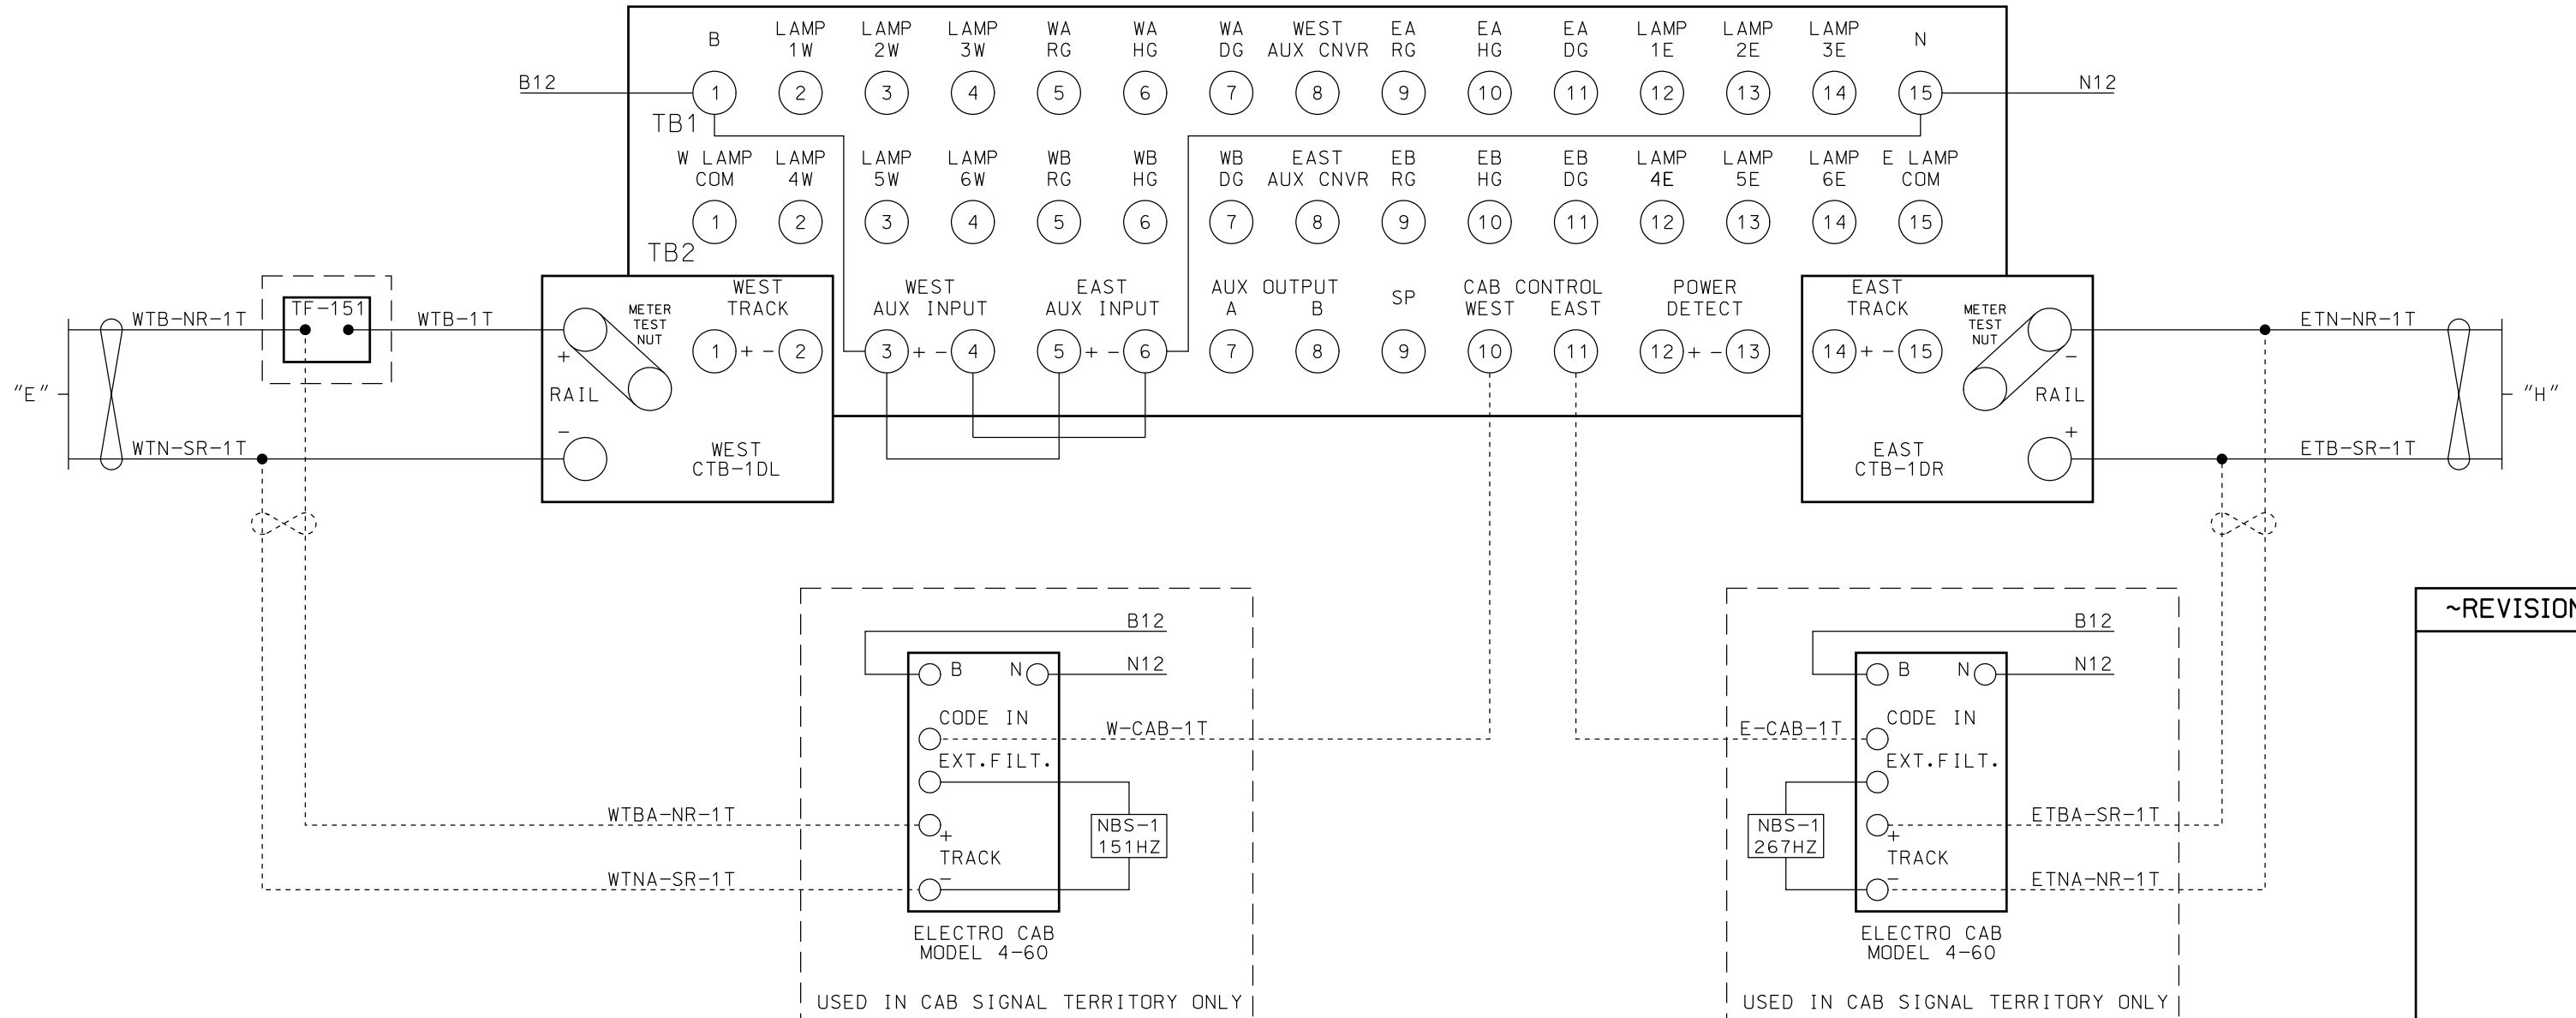 B LAMP LAMP LAMP WA WA WA WEST EA EA EA LAMP LAMP LAMP N
1W 2W 3W RG HG DG AUX CNVR RG HG DG 1E 2E 3E
B12 1 2 3 4 5 6 7 8 9 10 11 12 13 14 15 N12
TB1
W LAMP LAMP LAMP LAMP WB WB WB EAST EB EB EB LAMP LAMP LAMP E LAMP
COM 4W 5W 6W RG HG DG AUX CNVR RG HG DG 4E 5E 6E COM
1 2 3 4 5 6 7 8 9 10 11 12 13 14 15
TB2
WEST TRACK
WEST AUX INPUT
EAST AUX INPUT
AUX OUTPUT
A B
SP
CAB CONTROL
WEST EAST
POWER DETECT
EAST TRACK
1 + - 2 3 + - 4 5 + - 6 7 8 9 10 11 12 + - 13 14 + - 15
"E"
WTB-NR-1T
TF-151
WTB-1T
WTN-SR-1T
METER
TEST
NUT
+
RAIL
-
WEST
CTB-1DL
METER
TEST
NUT
-
RAIL
+
EAST
CTB-1DR
ETN-NR-1T
ETB-SR-1T
"H"
B12
B N N12
CODE IN
W-CAB-1T
EXT.FILT.
WTBA-NR-1T
+
NBS-1
151HZ
TRACK
WTNA-SR-1T
-
ELECTRO CAB
MODEL 4-60
USED IN CAB SIGNAL TERRITORY ONLY
B12
B N N12
CODE IN
E-CAB-1T
EXT.FILT.
NBS-1
267HZ
ETBA-SR-1T
+
TRACK
ETNA-NR-1T
-
ELECTRO CAB
MODEL 4-60
USED IN CAB SIGNAL TERRITORY ONLY
~REVISION